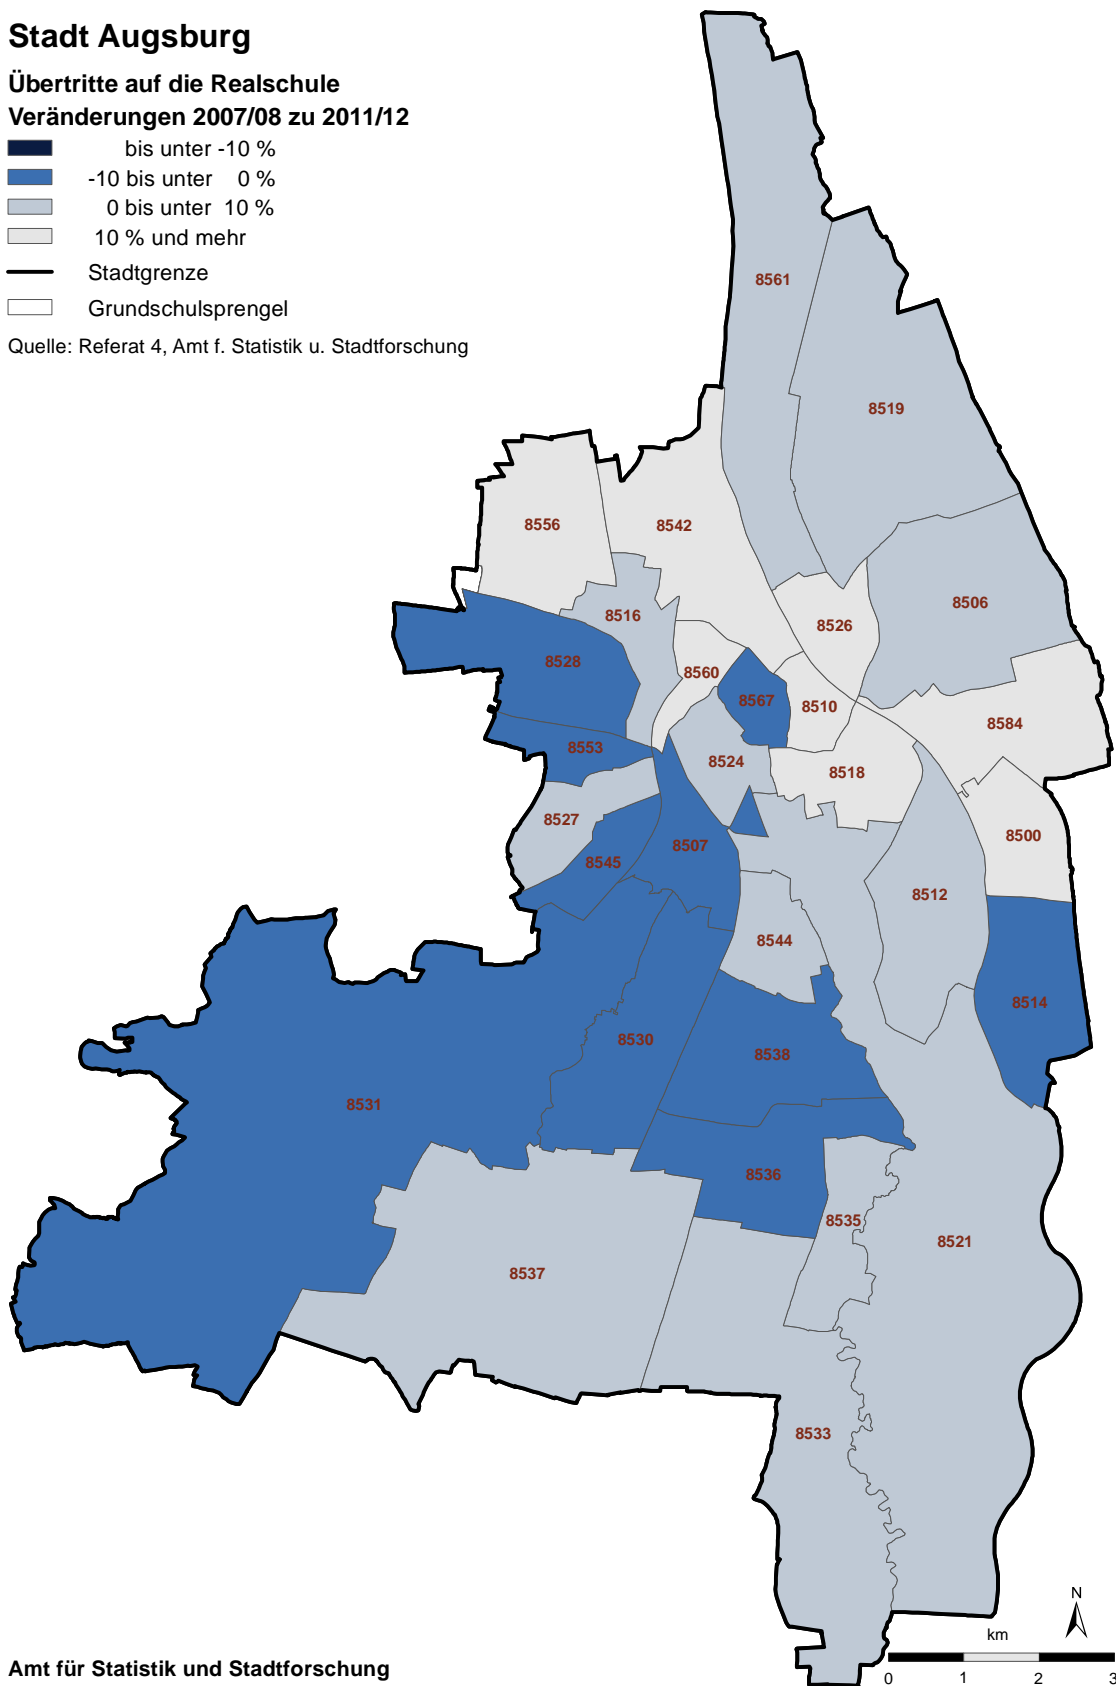 Stadt Augsburg
Übertritte auf die Realschule
Veränderungen 2007/08 zu 2011/12
bis unter -10 %
-10 bis unter 0 %
0 bis unter 10 %
10 % und mehr
Stadtgrenze
Grundschulsprengel
Quelle: Referat 4, Amt f. Statistik u. Stadtforschung
8561
8519
8556
8542
8506
8516
8526
8528
8560
8567
8510
8584
8553
8524
8518
8527
8500
8507
8545
8512
8544
8514
8530
8538
8531
8536
8535
8521
8537
8533
N
km
0 1 2 3
Amt für Statistik und Stadtforschung